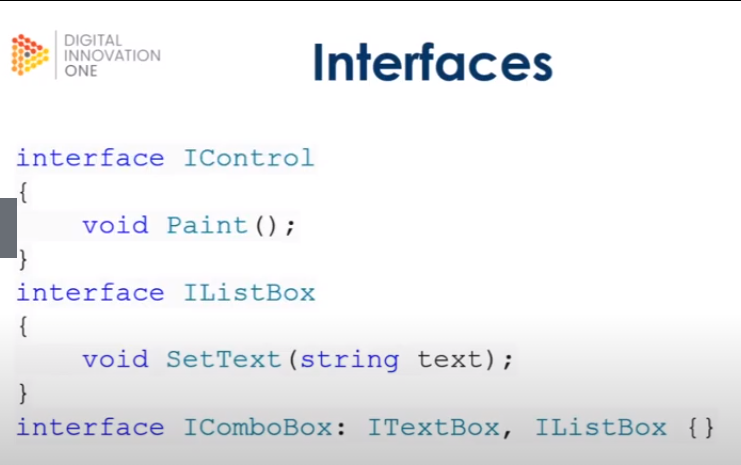 DIGITAL
INNOVATION
ONE
Interfaces
interface IControl
{
    void Paint();
}
interface IListBox
{
    void SetText(string text);
}
interface IComboBox: ITextBox, IListBox {}